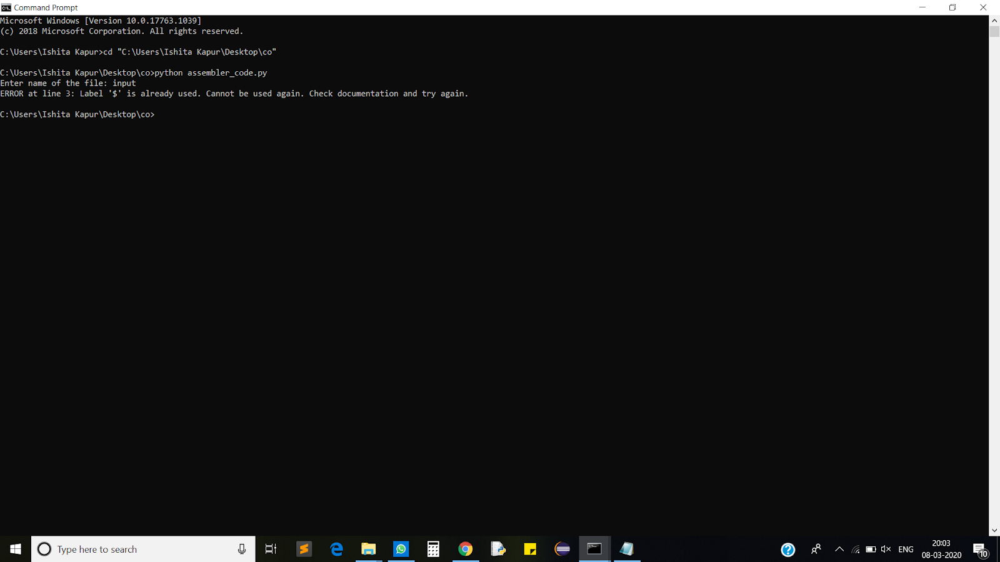 Command Prompt
Microsoft Windows [Version 10.0.17763.1039]
(c) 2018 Microsoft Corporation. All rights reserved.
C:\Users\Ishita Kapur>cd "C:\Users\Ishita Kapur\Desktop\co"
C:\Users\Ishita Kapur\Desktop\co>python assembler_code.py
Enter name of the file: input
ERROR at line 3: Label '$' is already used. Cannot be used again. Check documentation and try again.
C:\Users\Ishita Kapur\Desktop\co>
Type here to search
ENG
20:03
08-03-2020
10